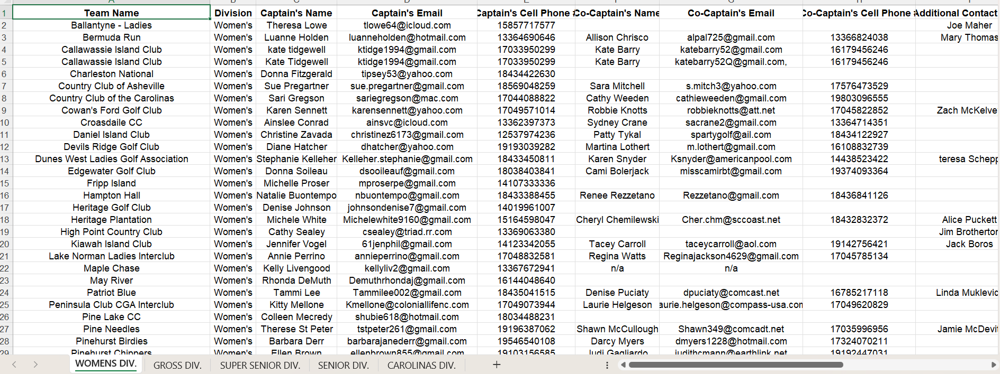 A B C D E F G H I
1 Team Name Division Captain's Name Captain's Email Captain's Cell Phone # Co-Captain's Name Co-Captain's Email Co-Captain's Cell Phone # Additional Contact
2 Ballantyne - Ladies Women's Theresa Lowe tlowe64@icloud.com 15857717577 Joe Maher
3 Bermuda Run Women's Luanne Holden luanneholden@hotmail.com 13364690646 Allison Chrisco alpal725@gmail.com 13366824038 Mary Thomas
4 Callawassie Island Club Women's kate tidgewell ktidge1994@gmail.com 17033950299 Kate Barry katebarry52@gmail.com 16179456246
5 Callawassie Island Club Women's Kate Tidgewell ktidge1994@gmail.com 17033950299 Kate Barry katebarry52Q@gmail.com, 16179456246
6 Charleston National Women's Donna Fitzgerald tipsey53@yahoo.com 18434422630
7 Country Club of Asheville Women's Sue Pregartner sue.pregartner@gmail.com 18569048259 Sara Mitchell s.mitch3@yahoo.com 17576473529
8 Country Club of the Carolinas Women's Sari Gregson sariegregson@mac.com 17044088822 Cathy Weeden cathieweeden@gmail.com 19803096555
9 Cowan's Ford Golf Club Women's Karen Sennett karensennett@yahoo.com 17049571014 Robbie Knotts robbieknotts@att.net 17045822852 Zach McKelve
10 Croasdaile CC Women's Ainslee Conrad ainsvc@icloud.com 13362397373 Sydney Crane sacrane2@gmail.com 13364714351
11 Daniel Island Club Women's Christine Zavada christinez6173@gmail.com 12537974236 Patty Tykal spartygolf@ail.com 18434122927
12 Devils Ridge Golf Club Women's Diane Hatcher dhatcher@yahoo.com 19193039282 Martina Lothert m.lothert@gmail.com 16108832739
13 Dunes West Ladies Golf Association Women's Stephanie Kelleher Kelleher.stephanie@gmail.com 18433450811 Karen Snyder Ksnyder@americanpool.com 14438523422 teresa Schepp
14 Edgewater Golf Club Women's Donna Soileau dsooileauf@gmail.com 18038403841 Cami Bolerjack misscamirbt@gmail.com 19374093364
15 Fripp Island Women's Michelle Proser mproserpe@gmail.com 14107333336
16 Hampton Hall Women's Natalie Buontempo nbuontempo@gmail.com 18433388455 Renee Rezzetano Rezzetano@gmail.com 18436841126
17 Heritage Golf Club Women's Denise Johnson johnsondenise7@gmail.com 14019961007
18 Heritage Plantation Women's Michele White Michelewhite9160@gmail.com 15164598047 Cheryl Chemilewski Cher.chm@sccoast.net 18432832372 Alice Puckett
19 High Point Country Club Women's Cathy Sealey csealey@triad.rr.com 13369063380 Jim Brotherton
20 Kiawah Island Club Women's Jennifer Vogel 61jenphil@gmail.com 14123342055 Tacey Carroll taceycarroll@aol.com 19142756421 Jack Boros
21 Lake Norman Ladies Interclub Women's Annie Perrino annieperrino@gmail.com 17048832581 Regina Watts Reginajackson4629@gmail.com 17045785134
22 Maple Chase Women's Kelly Livengood kellyliv2@gmail.com 13367672941 n/a n/a
23 May River Women's Rhonda DeMuth Demuthrhondaj@gmail.com 16144048640
24 Patriot Blue Women's Tammi Lee Tammilee002@gmail.com 18435041515 Denise Puciaty dpuciaty@comcast.net 16785217118 Linda Muklevic
25 Peninsula Club CGA Interclub Women's Kitty Mellone Kmellone@coloniallifenc.com 17049073944 Laurie Helgeson aurie.helgeson@compass-usa.com 17049620829
26 Pine Lake CC Women's Colleen Mecredy shubie618@hotmail.com 18034488231
27 Pine Needles Women's Therese St Peter tstpeter261@gmail.com 19196387062 Shawn McCullough Shawn349@comcadt.net 17035996956 Jamie McDevit
28 Pinehurst Birdies Women's Barbara Derr barbarajanederr@gmail.com 19546540108 Darcy Myers dmyers1228@hotmail.com 17324070211
29 Pinehurst Chippers Women's Ellen Brown ellenbrown855@gmail.com 19103156585 Judi Gagliardo judithcmann@earthlink.net 19192447031
WOMENS DIV. GROSS DIV. SUPER SENIOR DIV. SENIOR DIV. CAROLINAS DIV.